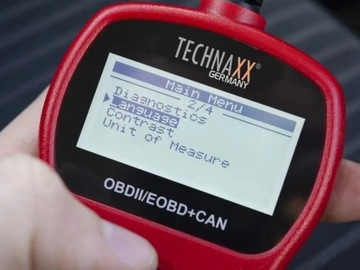 TECHNAXX®
GERMANY
Main Menu
2/4
Diagnostics
Language
Contrast
Unit of Measure
OBDII/EOBD+CAN